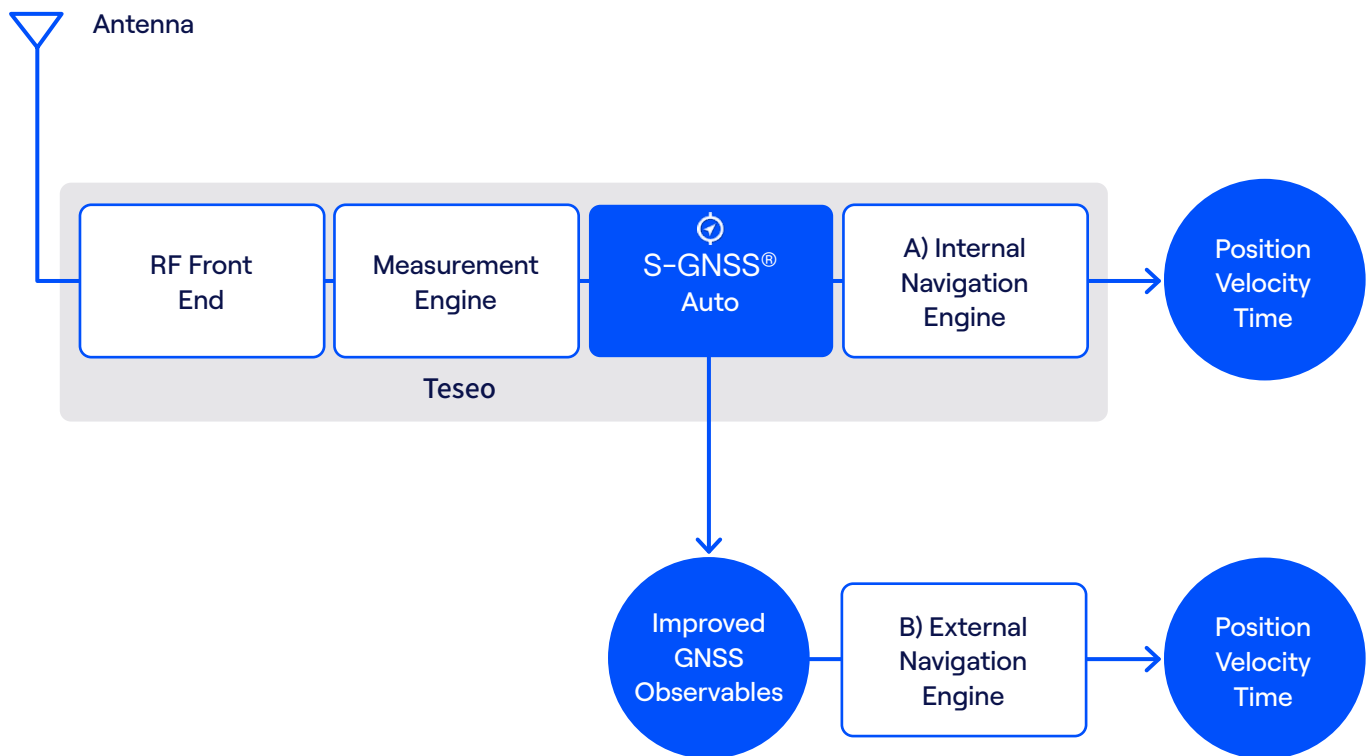 Antenna
RF Front
End
Measurement
Engine
S-GNSS®
Auto
A) Internal
Navigation
Engine
Position
Velocity
Time
Teseo
Improved
GNSS
Observables
B) External
Navigation
Engine
Position
Velocity
Time